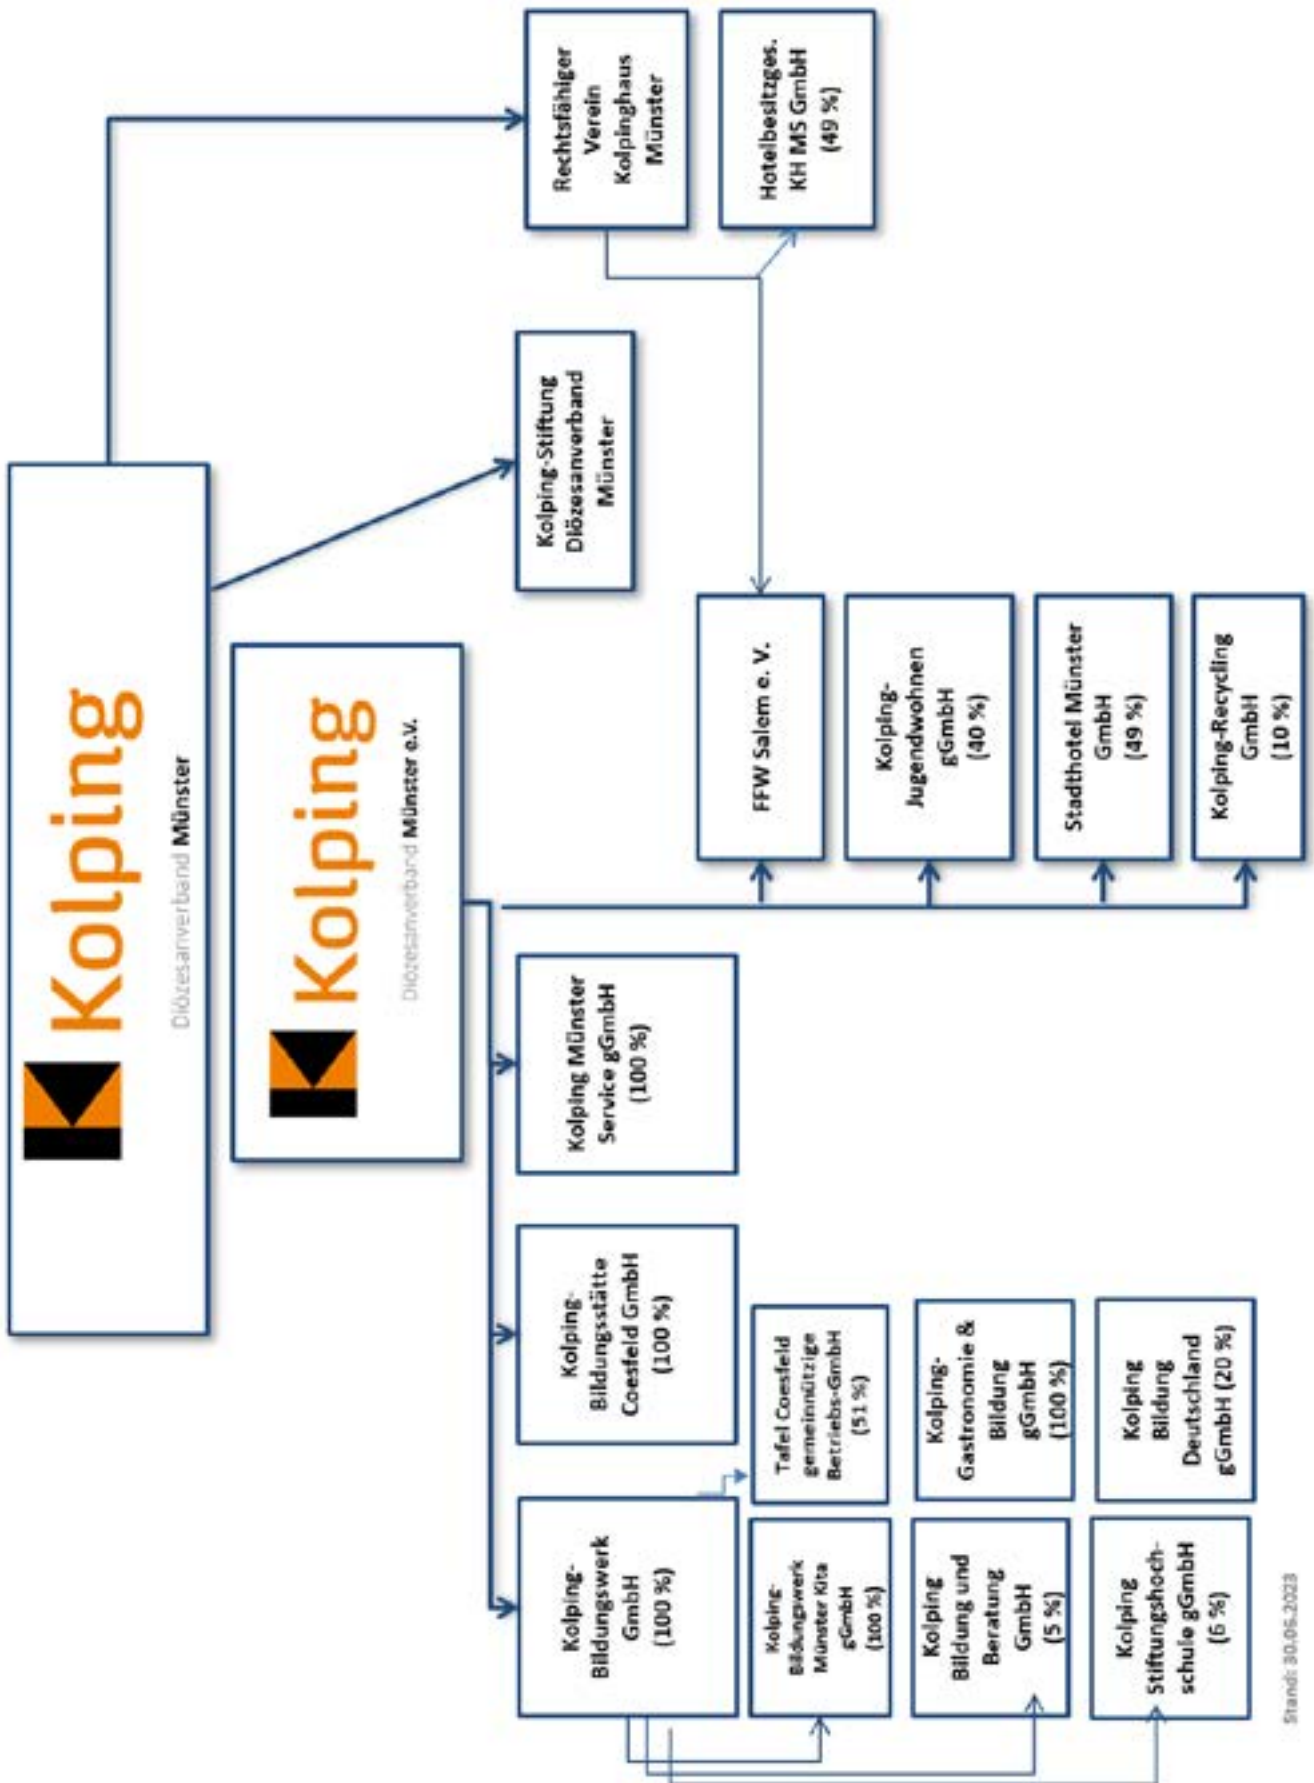 Kolping
Diözesanverband Münster
Kolping
Diözesanverband Münster e.V.
Kolping-
Bildungswerk
GmbH
(100 %)
Kolping-
Bildungsstätte
Coesfeld GmbH
(100 %)
Kolping Münster
Service gGmbH
(100 %)
Kolping-Stiftung
Diözesanverband
Münster
Rechtsfähiger
Verein
Kolpinghaus
Münster
Kolping-
Bildungswerk
Münster Kita
gGmbH
(100 %)
Tafel Coesfeld
gemeinnützige
Betriebs-GmbH
(51 %)
FFW Salem e. V.
Hotelbesitzges.
KH MS GmbH
(49 %)
Kolping
Bildung und
Beratung
GmbH
(5 %)
Kolping-
Gastronomie &
Bildung
gGmbH
(100 %)
Kolping-
Jugendwohnen
gGmbH
(40 %)
Kolping
Stiftungshoch-
schule gGmbH
(6 %)
Kolping
Bildung
Deutschland
gGmbH (20 %)
Stadthotel Münster
GmbH
(49 %)
Kolping-Recycling
GmbH
(10 %)
Stand: 30.06.2023